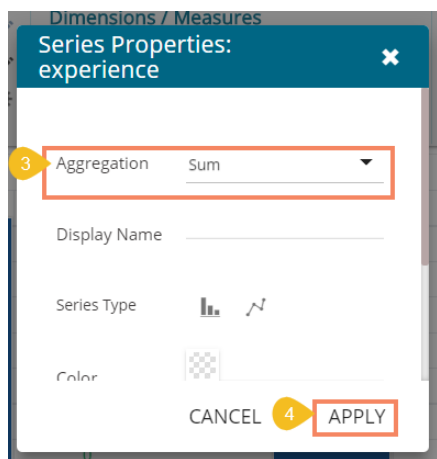 Dimensions / Measures
Series Properties:
experience
3 Aggregation Sum
Display Name
Series Type
Color
CANCEL 4 APPLY